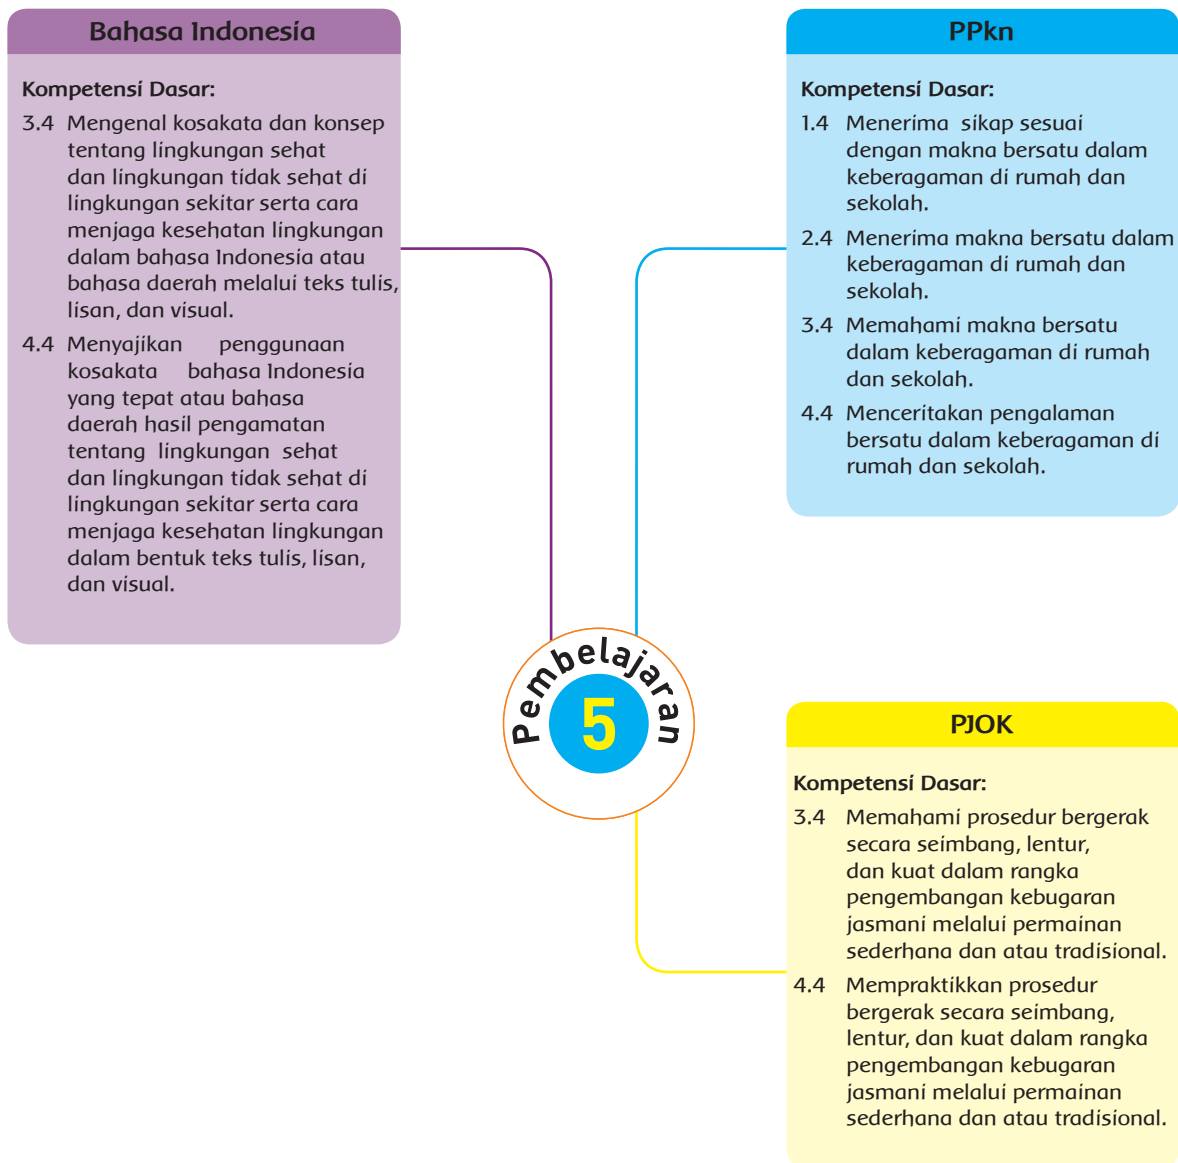 Bahasa Indonesia
Kompetensi Dasar:
3.4 Mengenal kosakata dan konsep
tentang lingkungan sehat
dan lingkungan tidak sehat di
lingkungan sekitar serta cara
menjaga kesehatan lingkungan
dalam bahasa Indonesia atau
bahasa daerah melalui teks tulis,
lisan, dan visual.
4.4 Menyajikan penggunaan
kosakata bahasa Indonesia
yang tepat atau bahasa
daerah hasil pengamatan
tentang lingkungan sehat
dan lingkungan tidak sehat di
lingkungan sekitar serta cara
menjaga kesehatan lingkungan
dalam bentuk teks tulis, lisan,
dan visual.
PPkn
Kompetensi Dasar:
1.4 Menerima sikap sesuai
dengan makna bersatu dalam
keberagaman di rumah dan
sekolah.
2.4 Menerima makna bersatu dalam
keberagaman di rumah dan
sekolah.
3.4 Memahami makna bersatu
dalam keberagaman di rumah
dan sekolah.
4.4 Menceritakan pengalaman
bersatu dalam keberagaman di
rumah dan sekolah.
Pembelajaran
5
PJOK
Kompetensi Dasar:
3.4 Memahami prosedur bergerak
secara seimbang, lentur,
dan kuat dalam rangka
pengembangan kebugaran
jasmani melalui permainan
sederhana dan atau tradisional.
4.4 Mempraktikkan prosedur
bergerak secara seimbang,
lentur, dan kuat dalam rangka
pengembangan kebugaran
jasmani melalui permainan
sederhana dan atau tradisional.